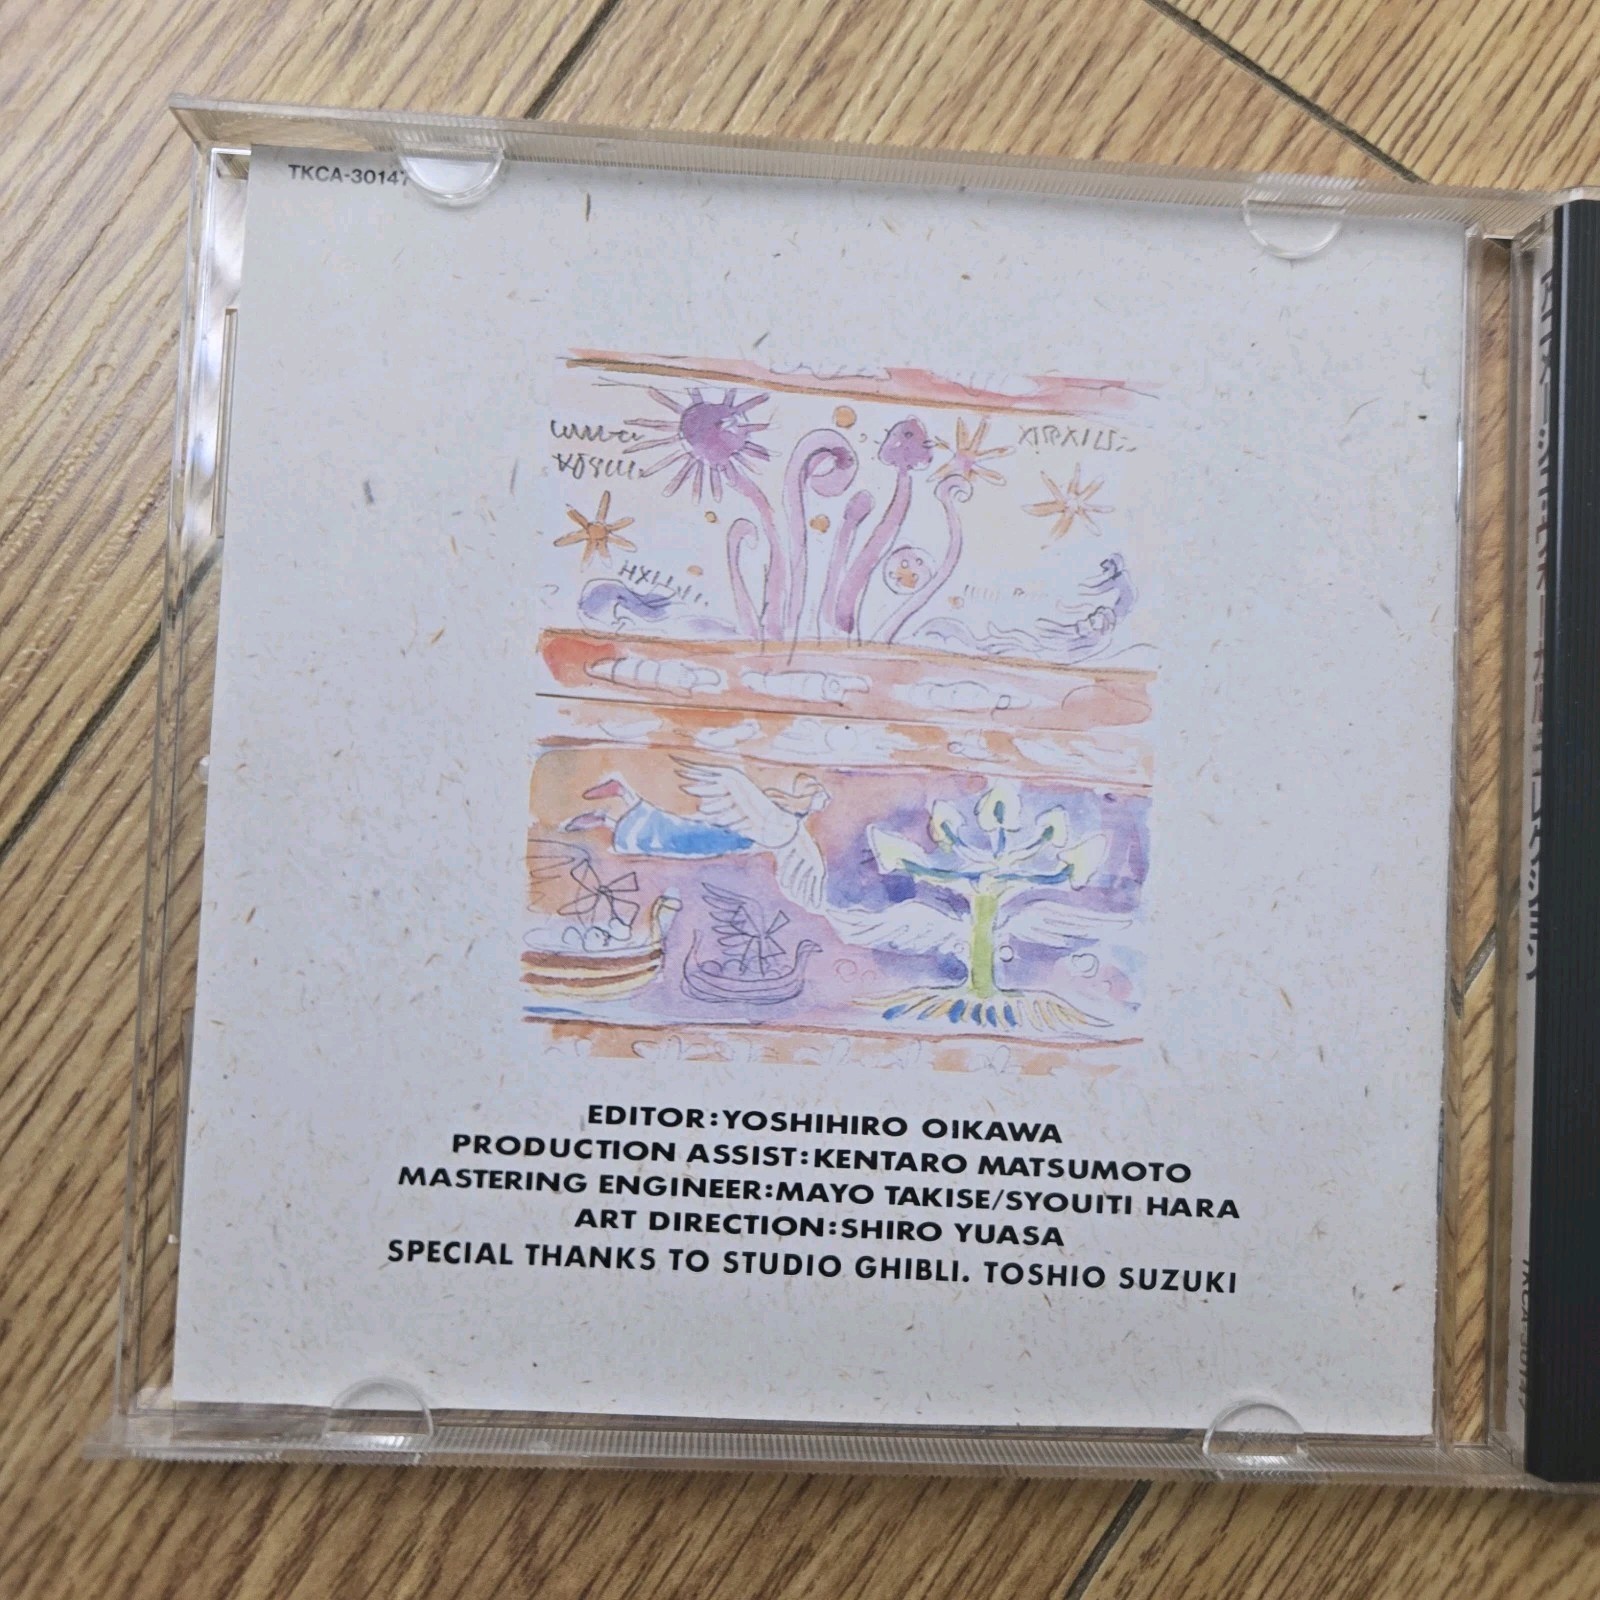 TKCA-30147
EDITOR:YOSHIHIRO OIKAWA
PRODUCTION ASSIST:KENTARO MATSUMOTO
MASTERING ENGINEER:MAYO TAKISE/SYOUITI HARA
ART DIRECTION:SHIRO YUASA
SPECIAL THANKS TO STUDIO GHIBLI. TOSHIO SUZUKI